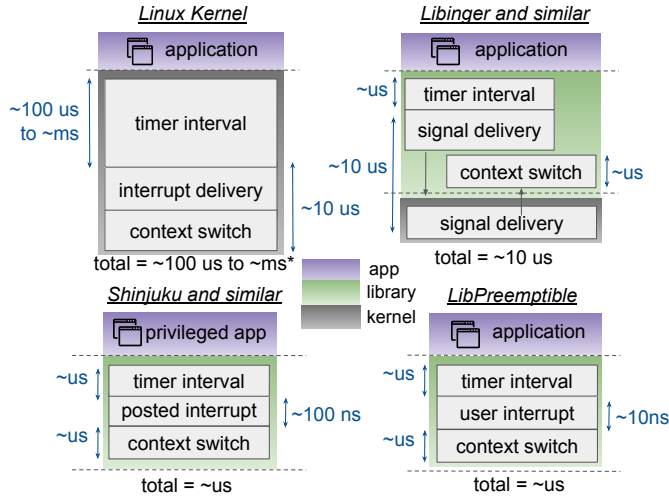 Linux Kernel
application
~100 us
to ~ms
timer interval
interrupt delivery
~10 us
context switch
total = ~100 us to ~ms*
Libinger and similar
application
~us
timer interval
signal delivery
~10 us
context switch
~us
signal delivery
total = ~10 us
app
library
kernel
Shinjuku and similar
privileged app
~us
timer interval
posted interrupt
~100 ns
~us
context switch
total = ~us
LibPreemptible
application
~us
timer interval
user interrupt
~10ns
~us
context switch
total = ~us